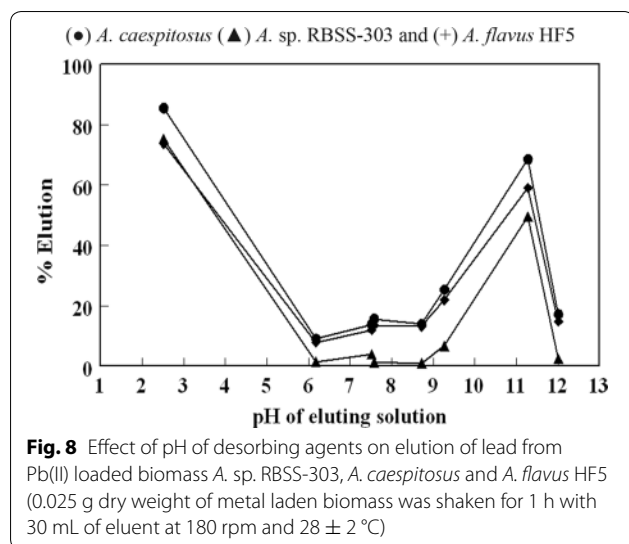 (●) A. caespitosus (▲) A. sp. RBSS-303 and (+) A. flavus HF5
100
80
60
40
20
0
% Elution
1 2 3 4 5 6 7 8 9 10 11 12 13
pH of eluting solution
Fig. 8 Effect of pH of desorbing agents on elution of lead from
Pb(II) loaded biomass A. sp. RBSS-303, A. caespitosus and A. flavus HF5
(0.025 g dry weight of metal laden biomass was shaken for 1 h with
30 mL of eluent at 180 rpm and 28 ± 2 °C)